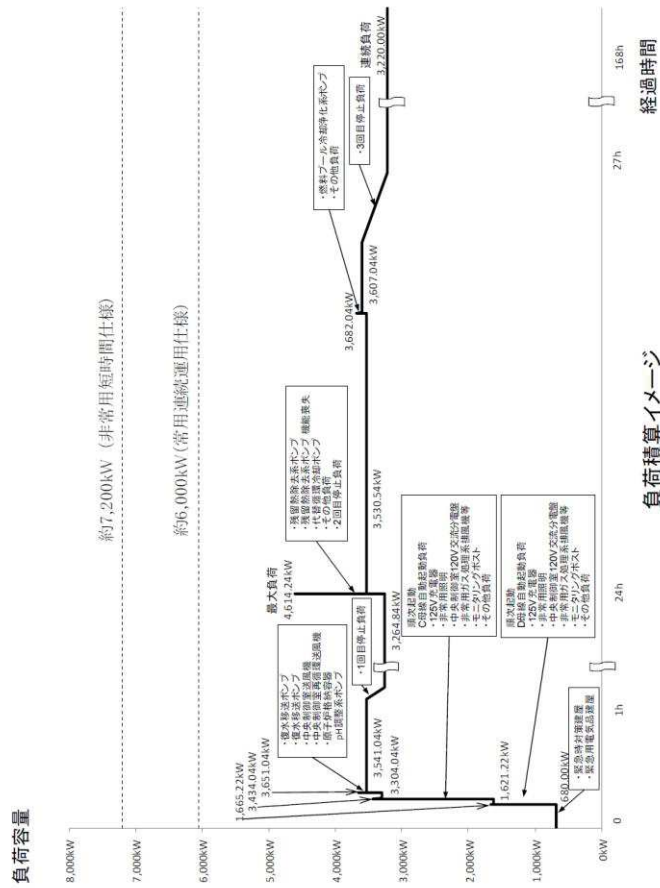 負荷容量
8,000kW
7,000kW
6,000kW
5,000kW
4,000kW
3,000kW
2,000kW
1,000kW
0kW
約7,200kW（非常用短時間仕様）
約6,000kW（常用連続運用仕様）
1,665.22kW
3,434.04kW
3,651.04kW
・復水移送ポンプ
・復水移送ポンプ
・中央制御室送風機
・中央制御室再循環送風機
・原子炉格納容器
pH調整系ポンプ
3,541.04kW
3,304.04kW
1,621.22kW
680.00kW
・緊急時対策建屋
・緊急用電気品建屋
・1回目停止負荷
3,264.84kW
最大負荷
4,614.24kW
・残留熱除去系ポンプ
・残留熱除去系ポンプ 機能喪失
・代替循環冷却ポンプ
・その他負荷
・2回目停止負荷
順次起動
C母線自動起動負荷
・125V充電器
・非常用照明
・中央制御室120V交流分電盤
・非常用ガス処理系排風機等
・モニタリングポスト
・その他負荷
順次起動
D母線自動起動負荷
・125V充電器
・非常用照明
・中央制御室120V交流分電盤
・非常用ガス処理系排風機等
・モニタリングポスト
・その他負荷
3,530.54kW
3,682.04kW
3,607.04kW
・燃料プール冷却浄化系ポンプ
・その他負荷
・3回目停止負荷
連続負荷
3,220.00kW
0
1h
24h
27h
168h
経過時間
負荷積算イメージ